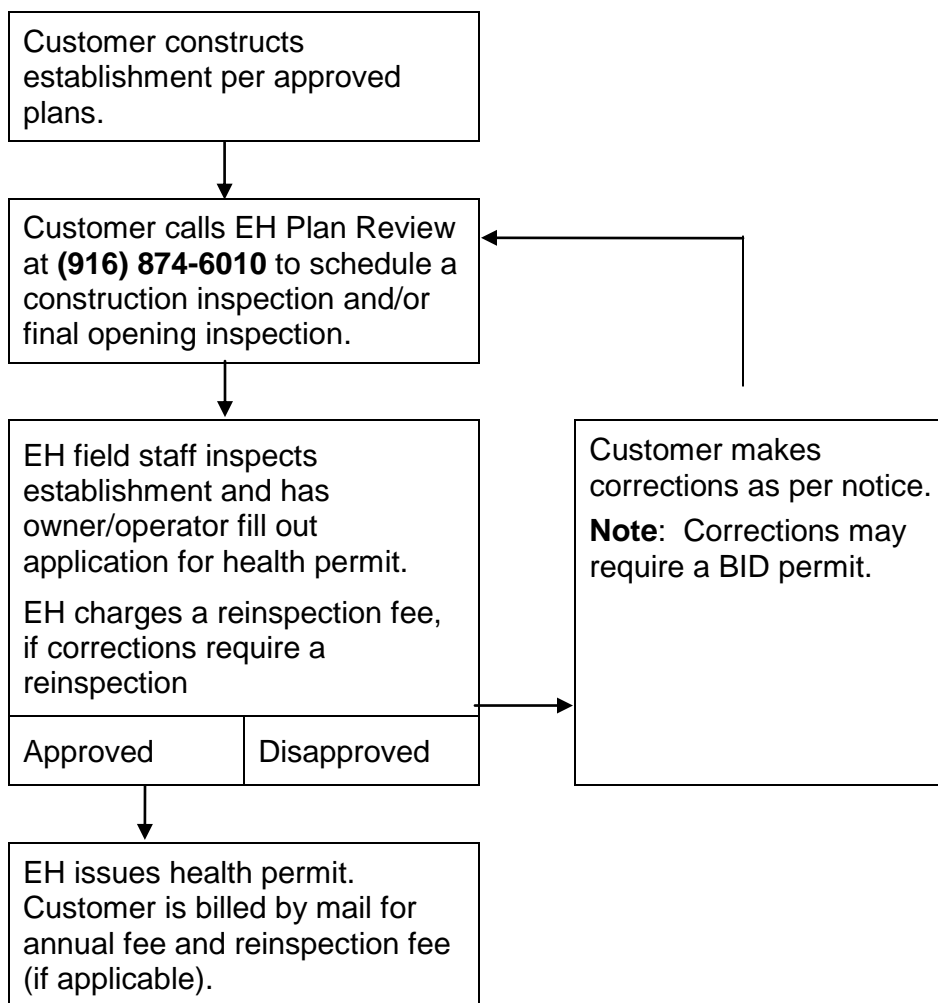 Customer constructs
establishment per approved
plans.
Customer calls EH Plan Review
at (916) 874-6010 to schedule a
construction inspection and/or
final opening inspection.
EH field staff inspects
establishment and has
owner/operator fill out
application for health permit.
EH charges a reinspection fee,
if corrections require a
reinspection
Approved
Disapproved
Customer makes
corrections as per notice.
Note: Corrections may
require a BID permit.
EH issues health permit.
Customer is billed by mail for
annual fee and reinspection fee
(if applicable).